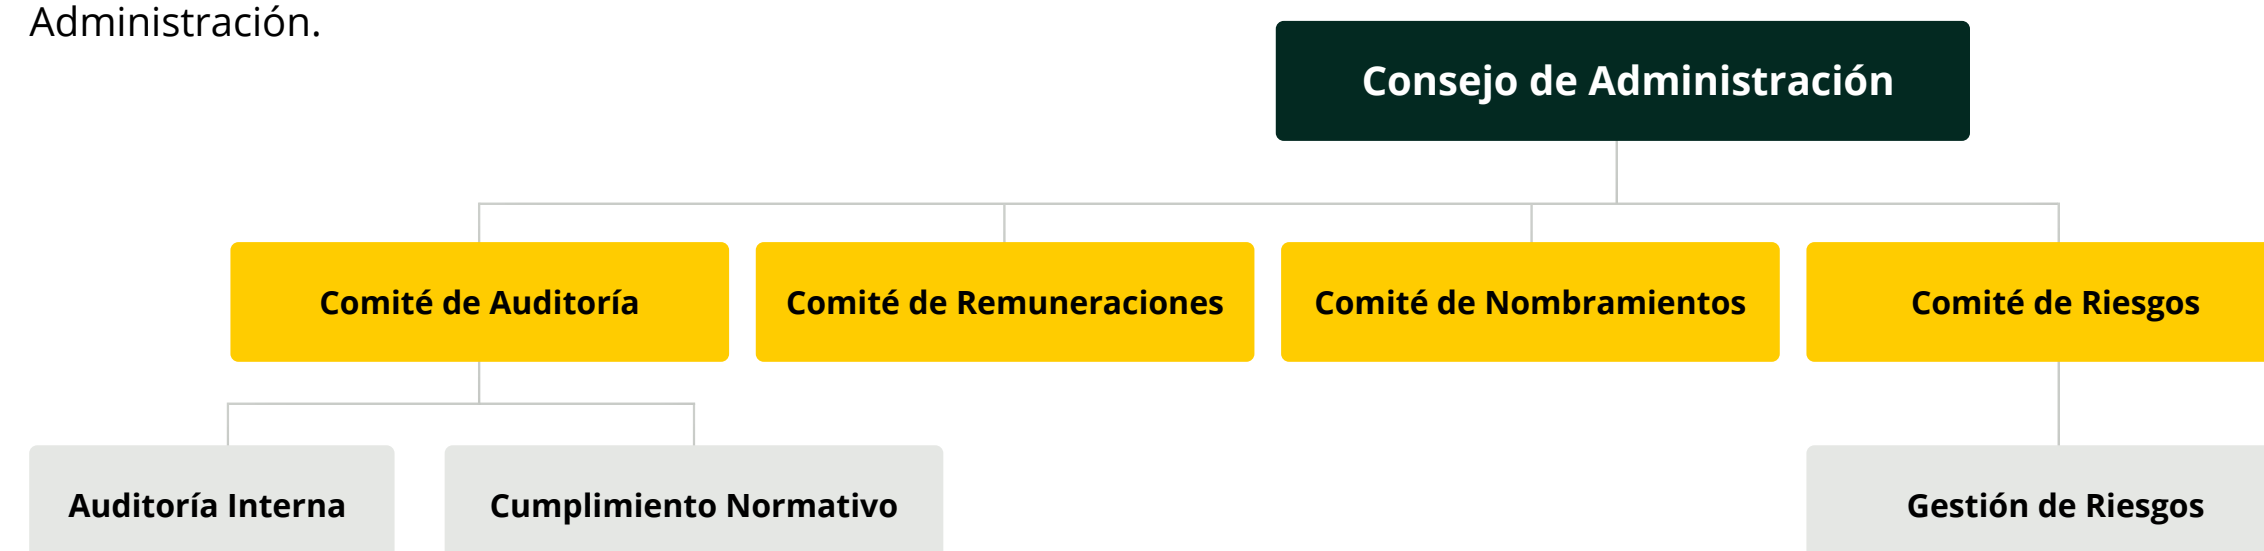 Administración.
Consejo de Administración
Comité de Auditoría
Comité de Remuneraciones
Comité de Nombramientos
Comité de Riesgos
Auditoría Interna
Cumplimiento Normativo
Gestión de Riesgos